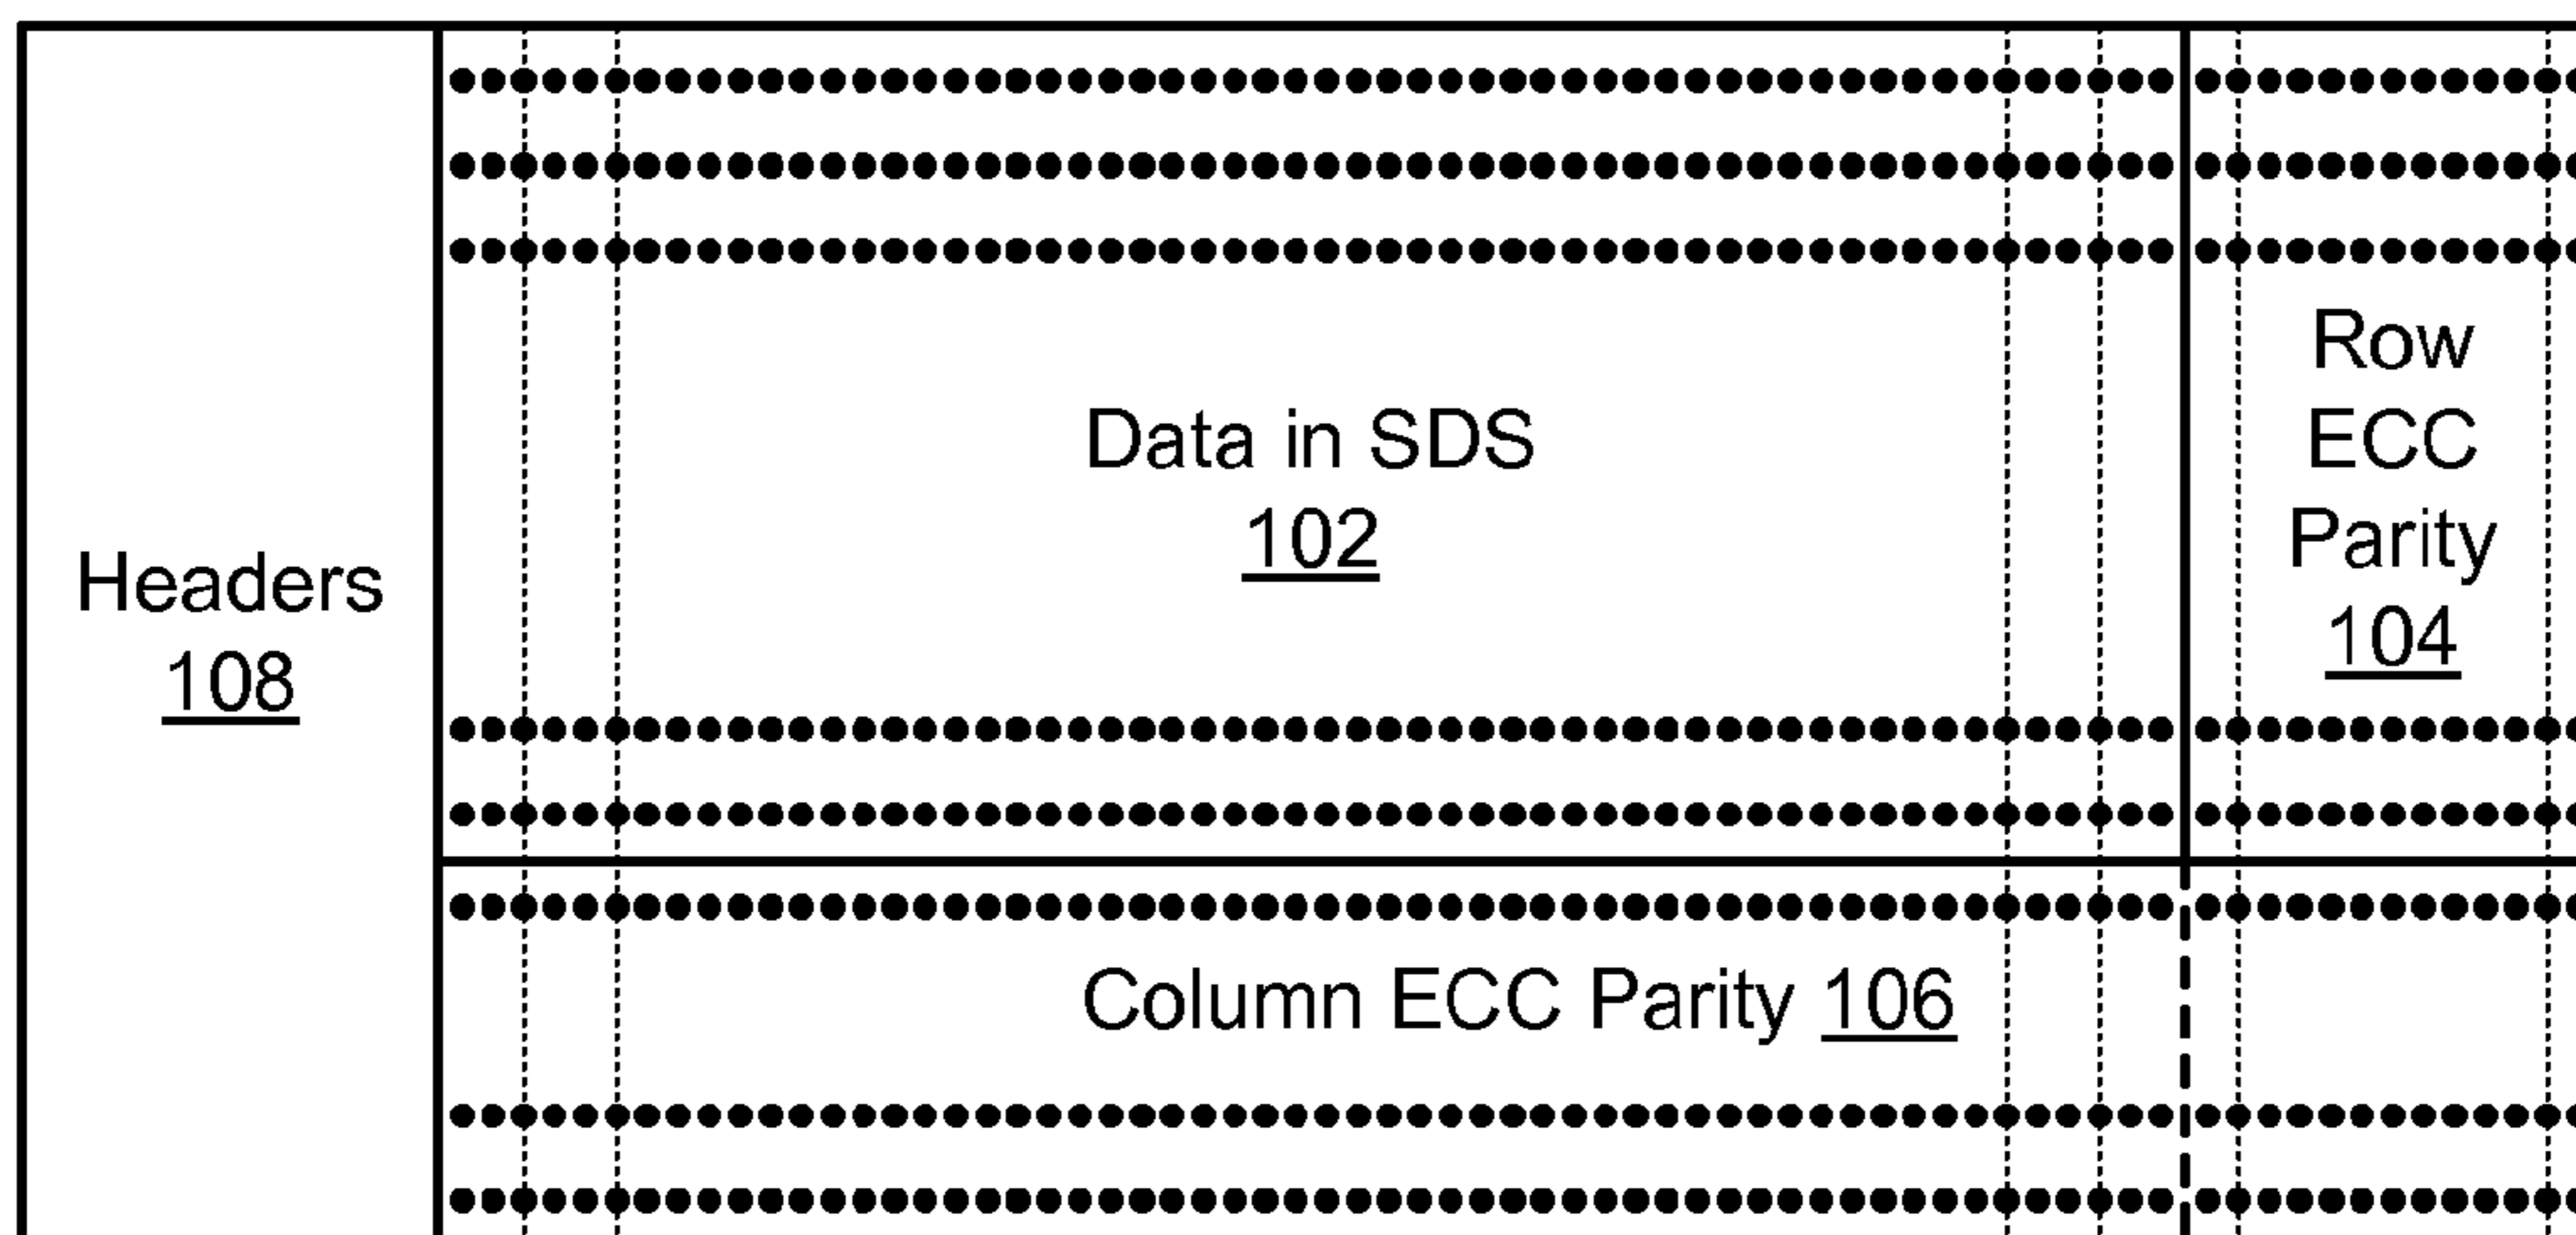 Headers
108
Data in SDS
102
Row
ECC
Parity
104
Column ECC Parity 106